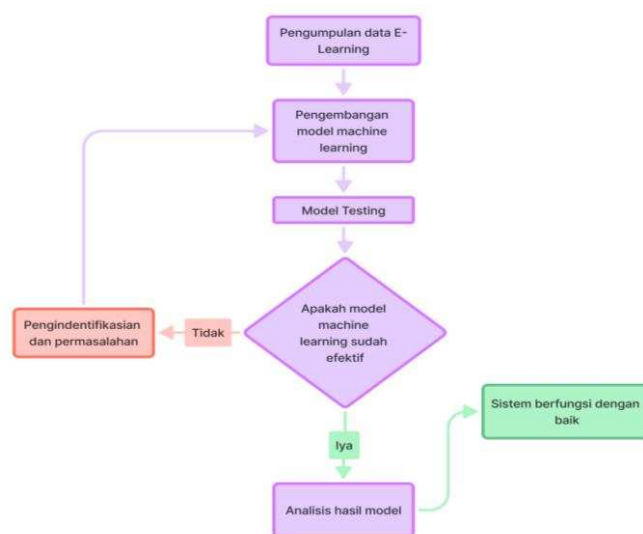 Pengumpulan data E-
Learning
Pengembangan
model machine
learning
Model Testing
Apakah model
machine
learning sudah
efektif
Tidak
Pengindentifikasian
dan permasalahan
Iya
Sistem berfungsi dengan
baik
Analisis hasil model